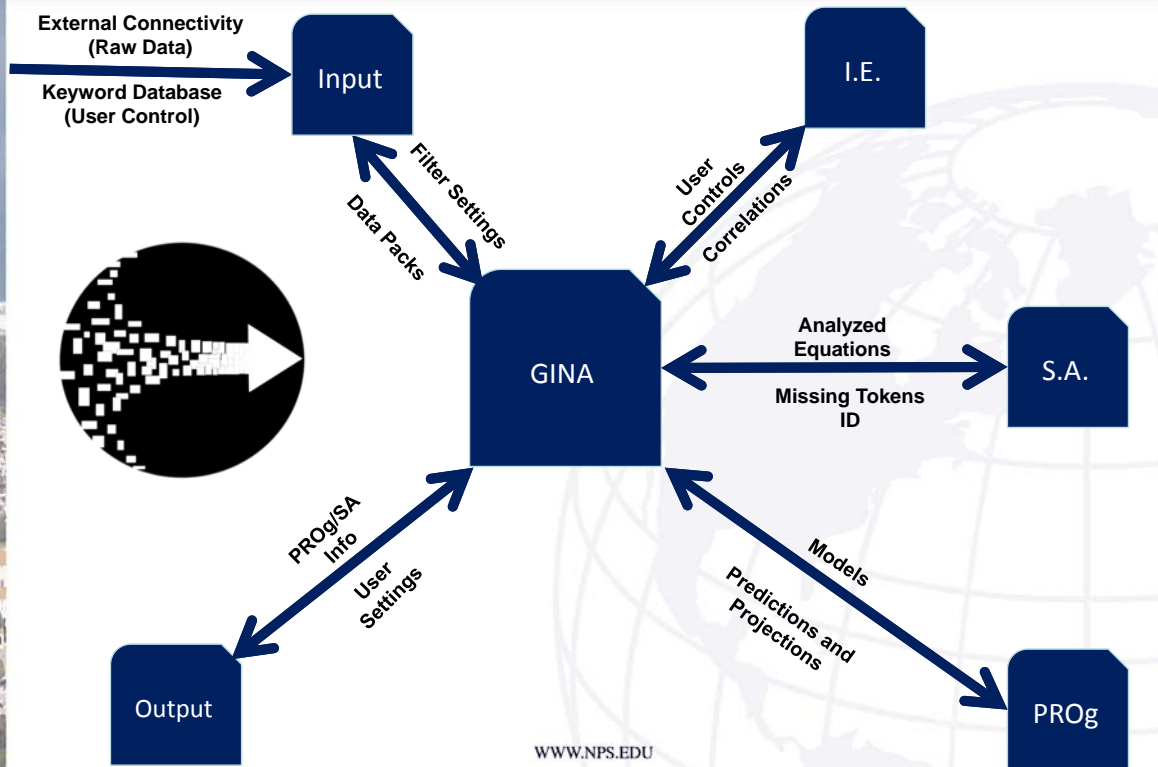 External Connectivity
(Raw Data)
Keyword Database
(User Control)
Input
I.E.
Filter Settings
Data Packs
User
Controls
Correlations
GINA
Analyzed
Equations
Missing Tokens
ID
S.A.
PROg/SA
Info
User
Settings
Models
Predictions and
Projections
Output
PROg
WWW.NPS.EDU